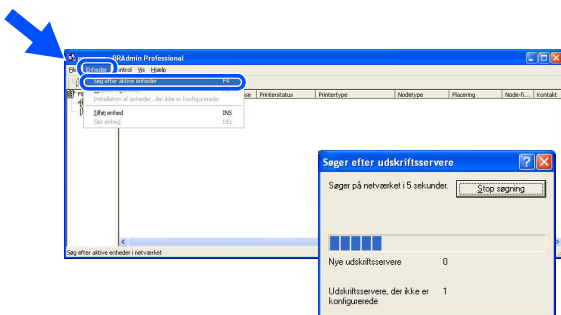 BRAdmin Professional
Enheder Kontrol Vis Hjælp
Søg efter aktive enheder F4
Installation af enheder, der ikke er konfigurerede
Tilføj enhed INS
Slet enhed DEL
Printerstatus Printertype Nodetype Placering Node-fi... Kontakt
Søg efter aktive enheder i netværket
Søger efter udskriftsservere
Søger på netværket i 5 sekunder. Stop søgning
Nye udskriftsservere 0
Udskriftsservere, der ikke er 1
konfigurerede